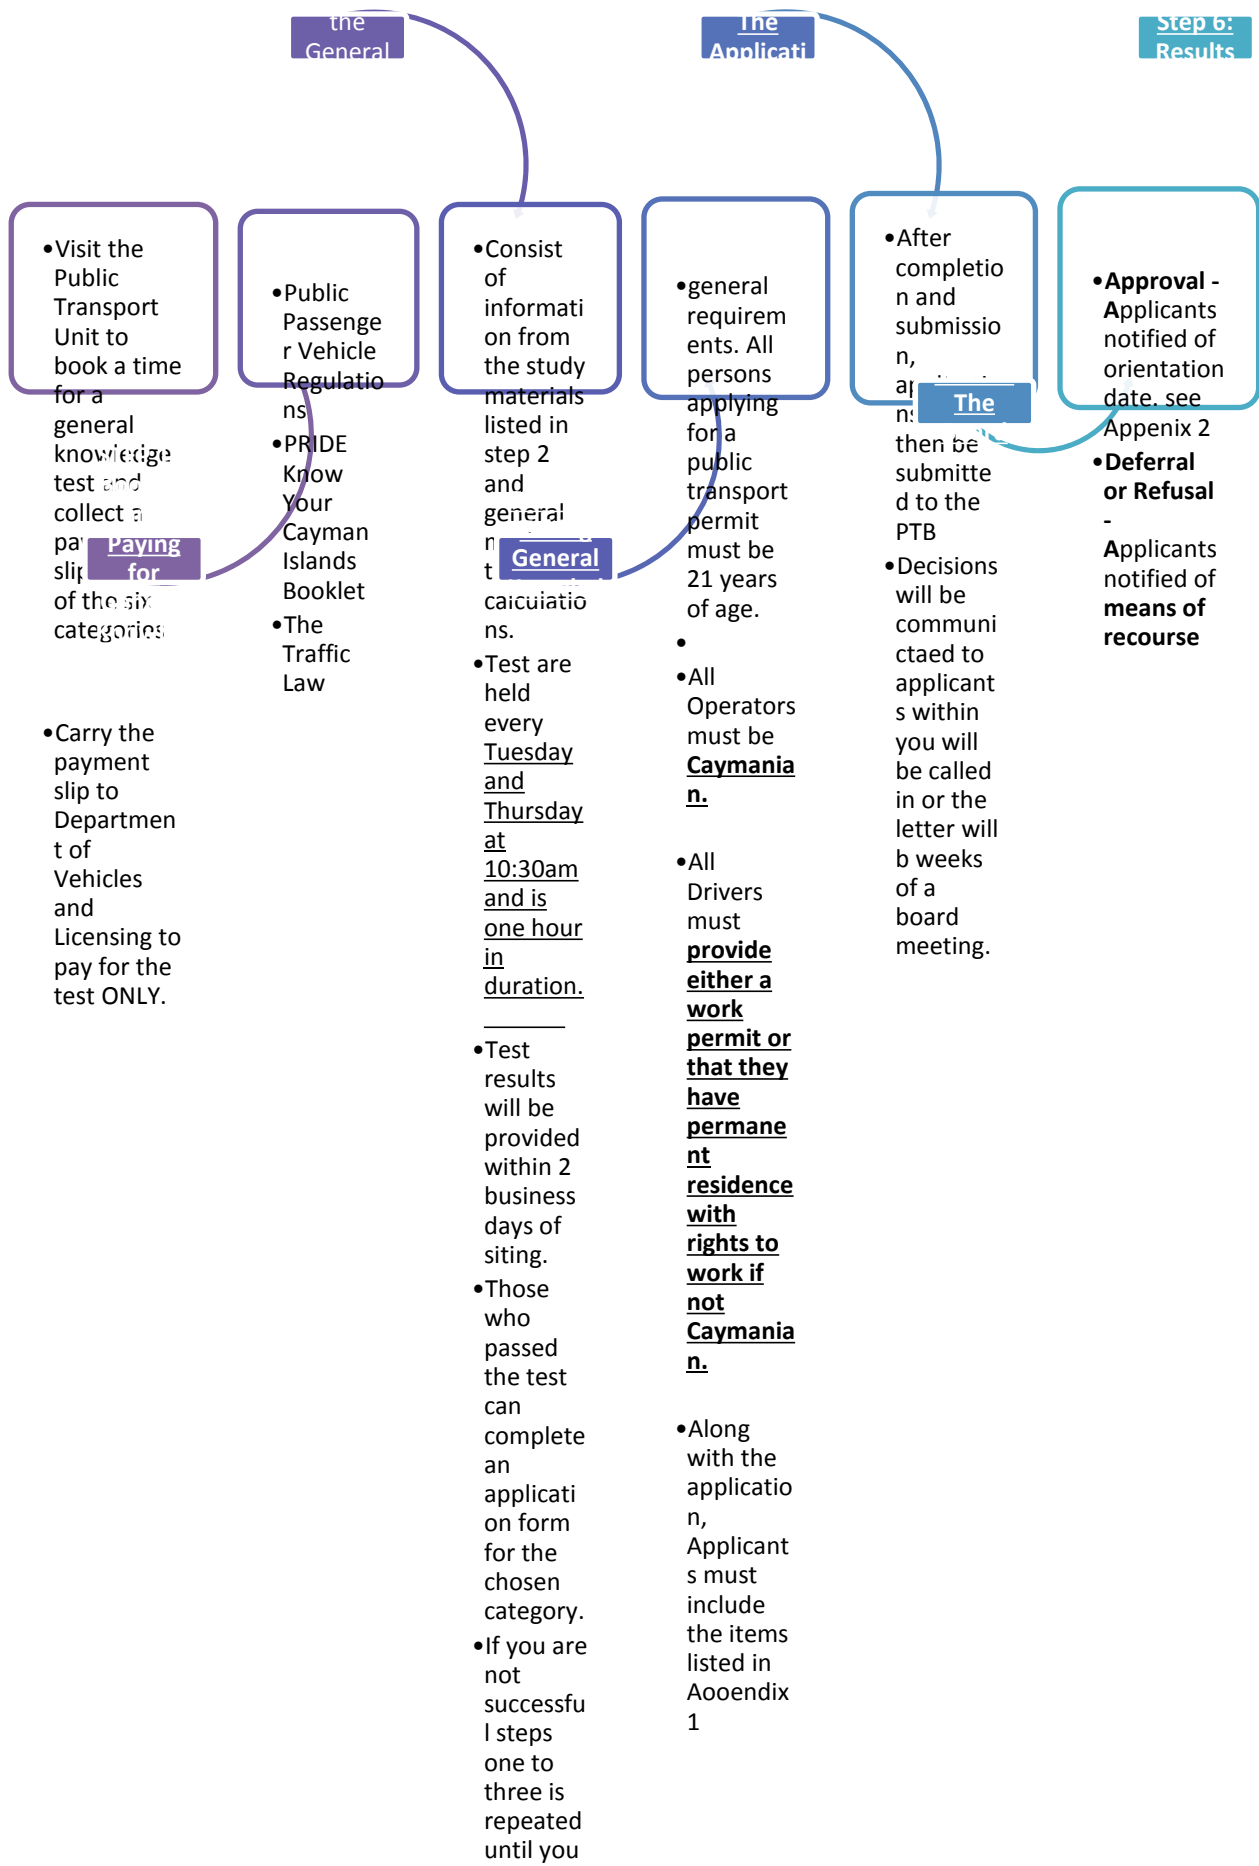 the
General
The
Applicati
Step 6:
Results
•Visit the
Public
Transport
Unit to
book a time
for a
general
knowledge
test and
collect a
slip
of the six
categories
•Carry the
payment
slip to
Departmen
t of
Vehicles
and
Licensing to
pay for the
test ONLY.
Paying
for
•Public
Passenge
r Vehicle
Regulatio
ns
•PRIDE
Know
Your
Cayman
Islands
Booklet
•The
Traffic
Law
•Consist
of
informati
on from
the study
materials
listed in
step 2
and
general
t
calculatio
ns.
•Test are
held
every
Tuesday
and
Thursday
at
10:30am
and is
one hour
in
duration.
•Test
results
will be
provided
within 2
business
days of
siting.
•Those
who
passed
the test
can
complete
an
applicati
on form
for the
chosen
category.
•If you are
not
successfu
l steps
one to
three is
repeated
until you
General
•general
requirem
ents. All
persons
applying
for a
public
transport
permit
must be
21 years
of age.
•
•All
Operators
must be
Caymania
n.
•All
Drivers
must
provide
either a
work
permit or
that they
have
permane
nt
residence
with
rights to
work if
not
Caymania
n.
•Along
with the
applicatio
n,
Applicant
s must
include
the items
listed in
Aooendix
1
•After
completio
n and
submissio
n,
then be
submitte
d to the
PTB
•Decisions
will be
communi
ctaed to
applicant
s within
you will
be called
in or the
letter will
b weeks
of a
board
meeting.
The
•Approval -
Applicants
notified of
orientation
date. see
Appenix 2
•Deferral
or Refusal
-
Applicants
notified of
means of
recourse